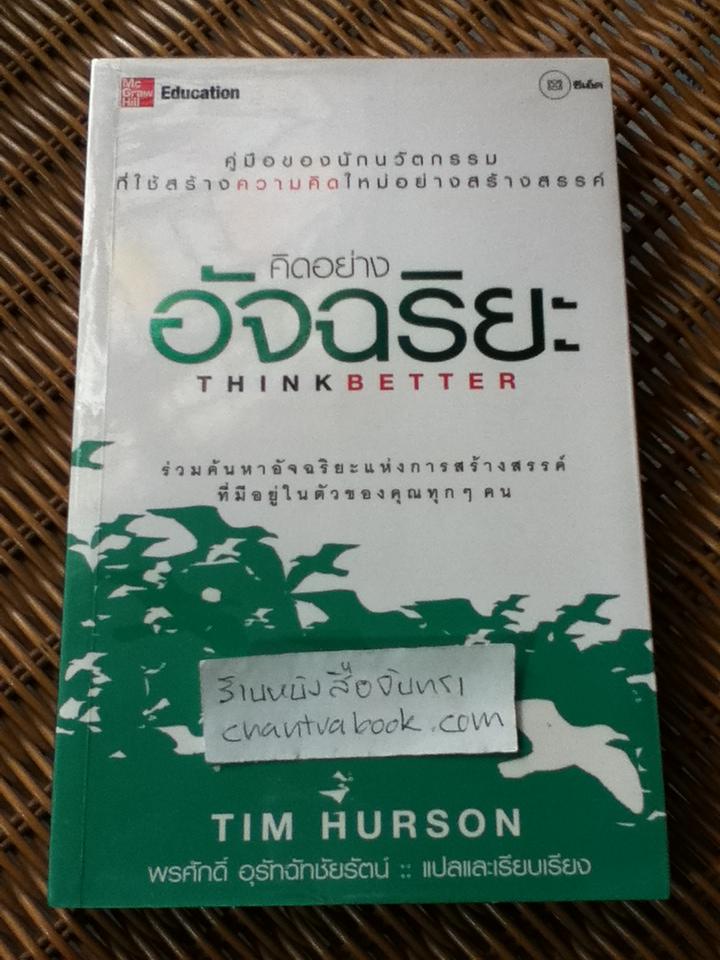 Mc
Graw
Hill
Education
ซีเอ็ด
คู่มือของนักนวัตกรรม
ที่ใช้สร้างความคิดใหม่อย่างสร้างสรรค์
คิดอย่าง
อัจฉริยะ
THINKBETTER
ร่วมค้นหาอัจฉริยะแห่งการสร้างสรรค์
ที่มีอยู่ในตัวของคุณทุกๆ คน
ร้านหนังสือจันทรา
chantrabook.com
TIM HURSON
พรศักดิ์ อุรัจฉัทชัยรัตน์ :: แปลและเรียบเรียง